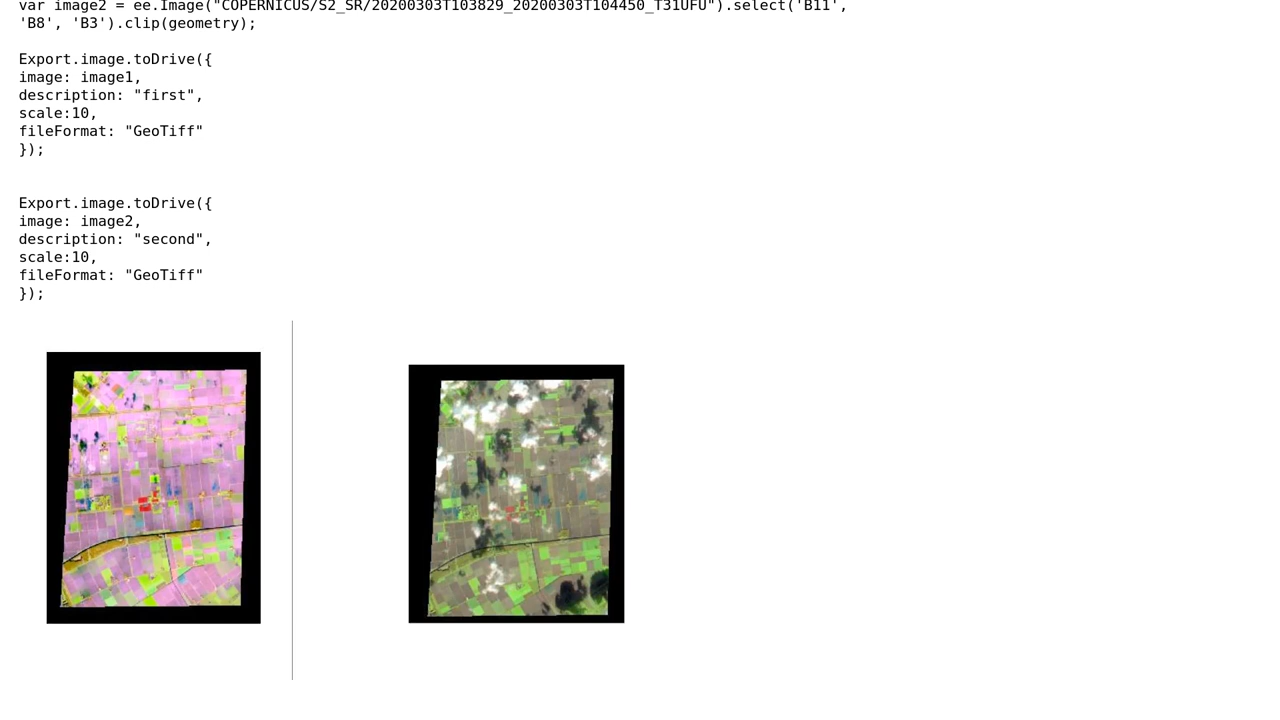 var image2 = ee.Image("COPERNICUS/S2_SR/20200303T103829_20200303T104450_T31UFU").select('B11',
'B8', 'B3').clip(geometry);
Export.image.toDrive({
image: image1,
description: "first",
scale:10,
fileFormat: "GeoTiff"
});
Export.image.toDrive({
image: image2,
description: "second",
scale:10,
fileFormat: "GeoTiff"
});